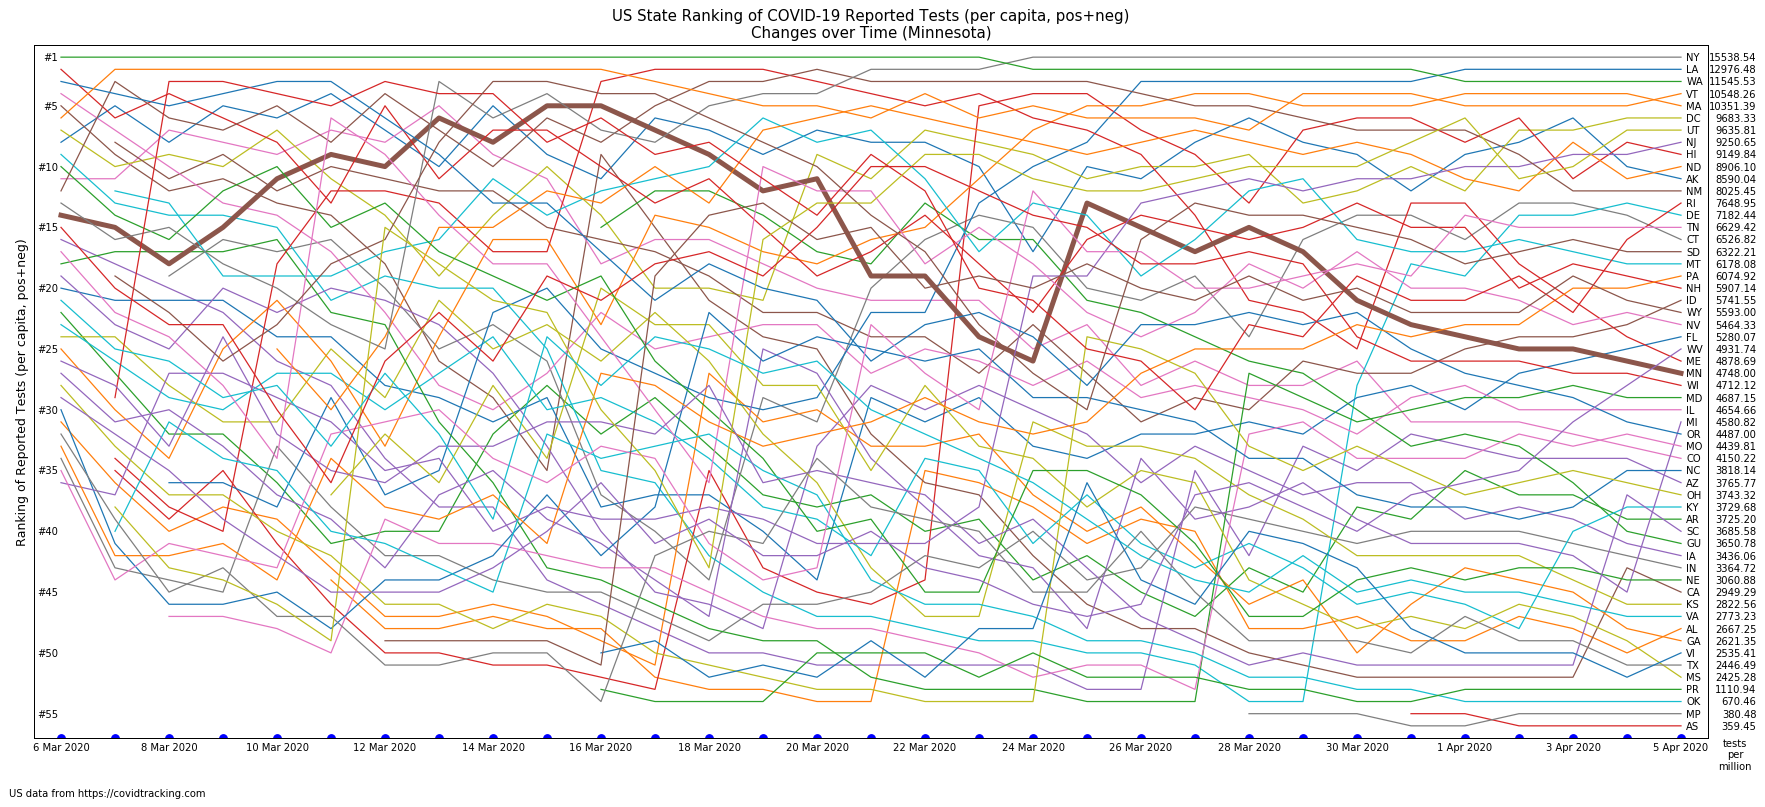 US State Ranking of COVID-19 Reported Tests (per capita, pos+neg)
Changes over Time (Minnesota)
Ranking of Reported Tests (per capita, pos+neg)
#1
#5
#10
#15
#20
#25
#30
#35
#40
#45
#50
#55
NY 15538.54
LA 12976.48
WA 11545.53
VT 10548.26
MA 10351.39
DC 9683.33
UT 9635.81
NJ 9250.65
HI 9149.84
ND 8906.10
AK 8590.04
NM 8025.45
RI 7648.95
DE 7182.44
TN 6629.42
CT 6526.82
SD 6322.21
MT 6178.08
PA 6074.92
NH 5907.14
ID 5741.55
WY 5593.00
NV 5464.33
FL 5280.07
WV 4931.74
ME 4878.69
MN 4748.00
WI 4712.12
MD 4687.15
IL 4654.66
MI 4580.82
OR 4487.00
MO 4439.81
CO 4150.22
NC 3818.14
AZ 3765.77
OH 3743.32
KY 3729.68
AR 3725.20
SC 3685.58
GU 3650.78
IA 3436.06
IN 3364.72
NE 3060.88
CA 2949.29
KS 2822.56
VA 2773.23
AL 2667.25
GA 2621.35
VI 2535.41
TX 2446.49
MS 2425.28
PR 1110.94
OK 670.46
MP 380.48
AS 359.45
6 Mar 2020 8 Mar 2020 10 Mar 2020 12 Mar 2020 14 Mar 2020 16 Mar 2020 18 Mar 2020 20 Mar 2020 22 Mar 2020 24 Mar 2020 26 Mar 2020 28 Mar 2020 30 Mar 2020 1 Apr 2020 3 Apr 2020 5 Apr 2020
tests
per
million
US data from https://covidtracking.com